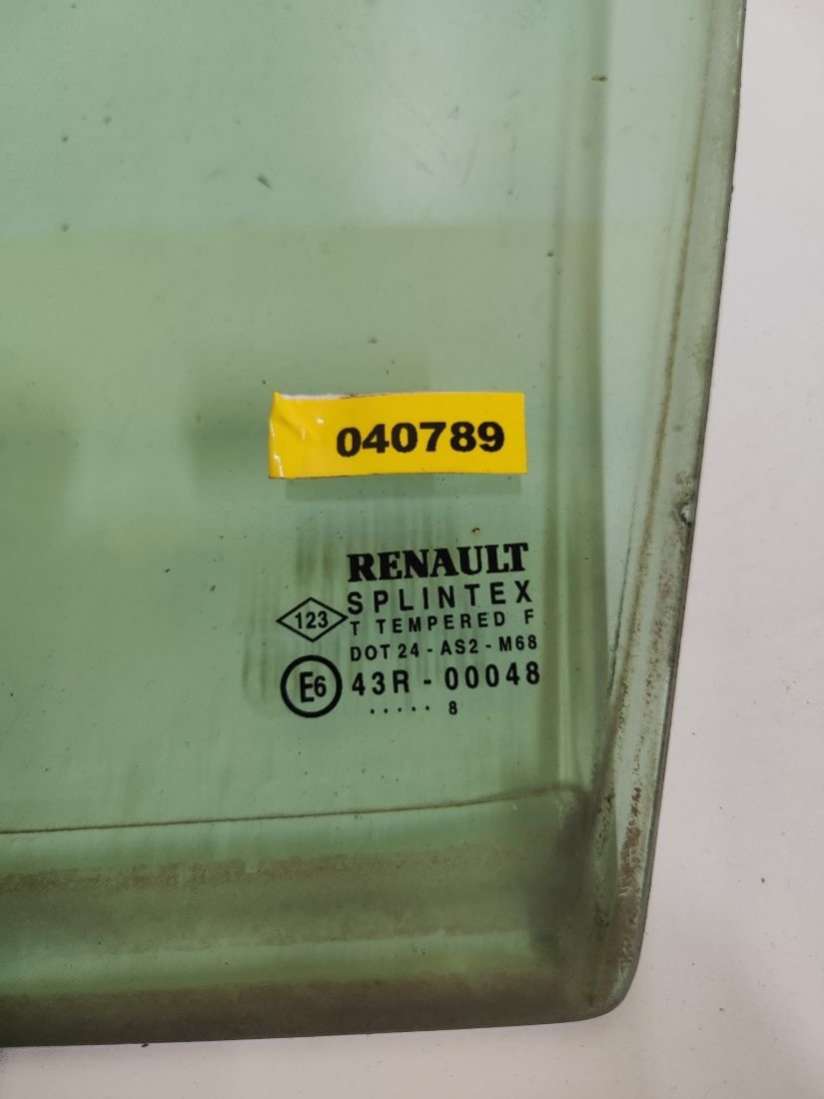 040789
RENAULT
SPLINTEX
123
T TEMPERED F
DOT 24 - AS2 - M68
E6 43R - 00048
..... 8